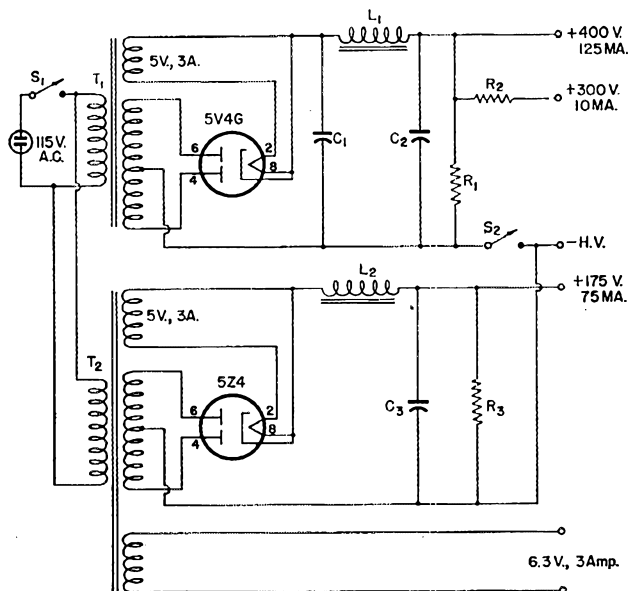 L1
+400 V.
125 MA.
5V., 3A.
S1
T1
R2
+300 V.
10 MA.
5V4G
115 V.
A.C.
6
2
8
4
C1
C2
R1
S2
-H.V.
+175 V.
75 MA.
L2
5V., 3A.
T2
5Z4
6
2
8
4
C3
R3
6.3 V., 3 Amp.